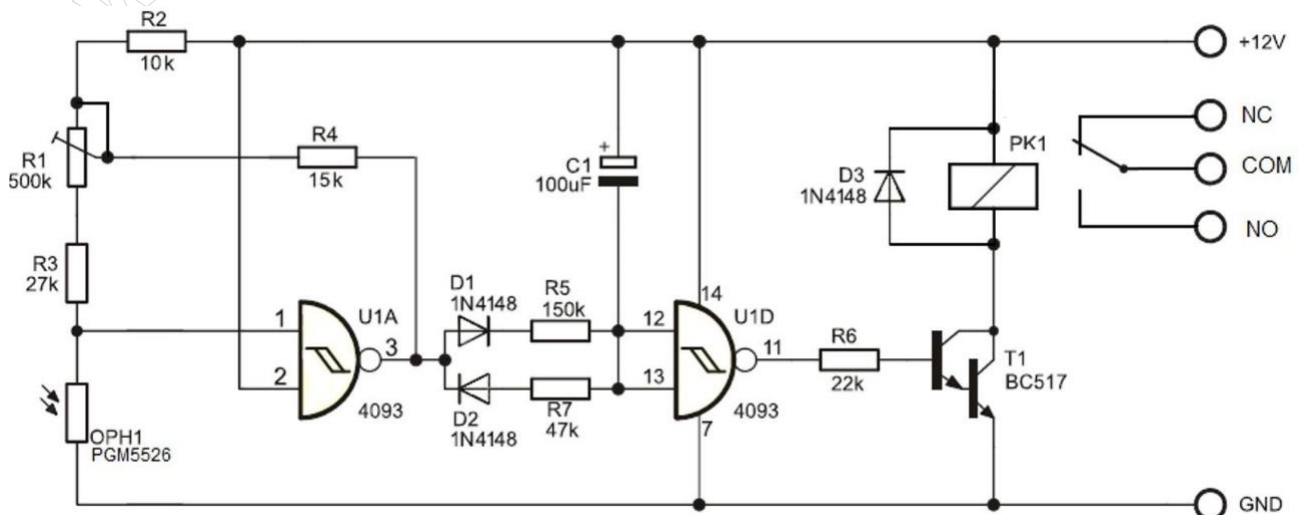 R2
10k
+12V
NC
COM
NO
GND
R1
500k
R4
15k
C1
+
100uF
D3
1N4148
PK1
R3
27k
1
2
U1A
3
4093
D1
1N4148
R5
150k
D2
1N4148
R7
47k
12
13
14
U1D
11
7
4093
R6
22k
T1
BC517
OPH1
PGM5526